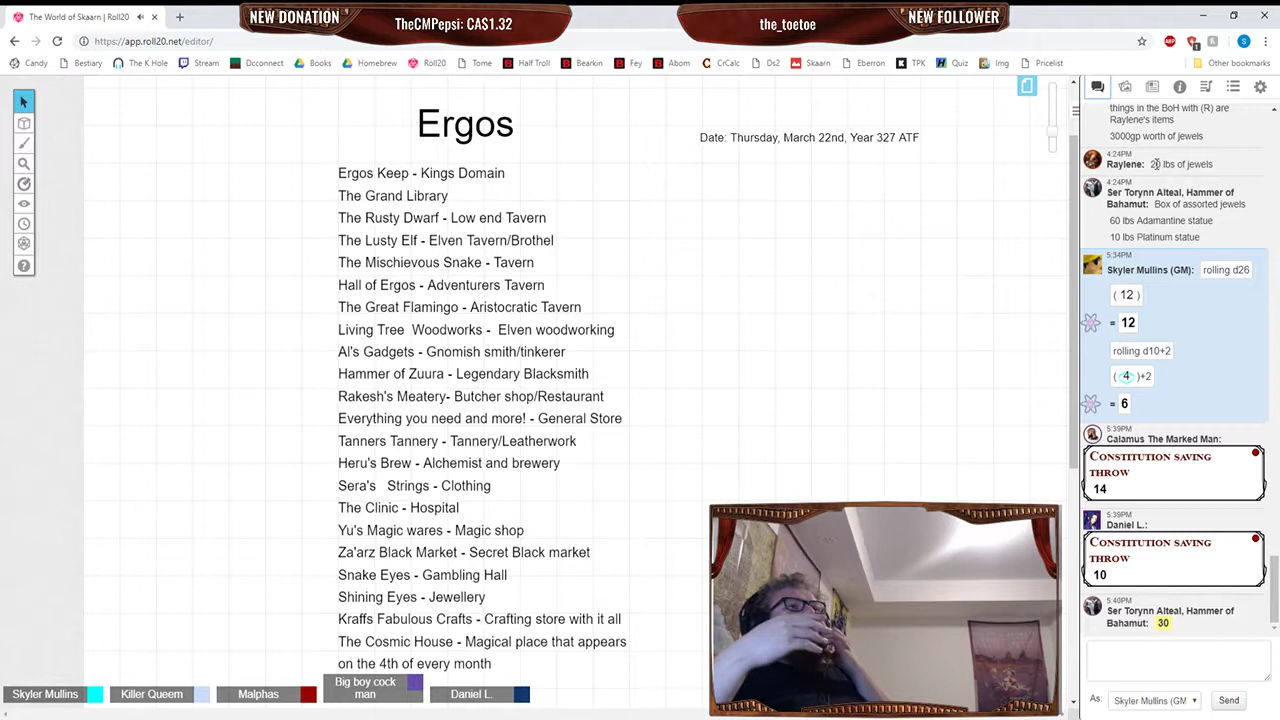 The World of Skaarn | Roll20
NEW DONATION
TheCMPepsi: CA$1.32
the_toetoe
NEW FOLLOWER
https://app.roll20.net/editor/
Candy
Bestiary
The K Hole
Stream
Dcconnect
Books
Homebrew
Roll20
Tome
Half Troll
Bearkin
Fey
Abom
CrCalc
Ds2
Skaarn
Eberron
TPK
Quiz
Img
Pricelist
Other bookmarks
Ergos
Date: Thursday, March 22nd, Year 327 ATF
Ergos Keep - Kings Domain
The Grand Library
The Rusty Dwarf - Low end Tavern
The Lusty Elf - Elven Tavern/Brothel
The Mischievous Snake - Tavern
Hall of Ergos - Adventurers Tavern
The Great Flamingo - Aristocratic Tavern
Living Tree Woodworks - Elven woodworking
Al's Gadgets - Gnomish smith/tinkerer
Hammer of Zuura - Legendary Blacksmith
Rakesh's Meatery- Butcher shop/Restaurant
Everything you need and more! - General Store
Tanners Tannery - Tannery/Leatherwork
Heru's Brew - Alchemist and brewery
Sera's Strings - Clothing
The Clinic - Hospital
Yu's Magic wares - Magic shop
Za'arz Black Market - Secret Black market
Snake Eyes - Gambling Hall
Shining Eyes - Jewellery
Kraffs Fabulous Crafts - Crafting store with it all
The Cosmic House - Magical place that appears
on the 4th of every month
Skyler Mullins
Killer Queem
Malphas
Big boy cock
man
Daniel L.
things in the BoH with (R) are
Raylene's items
3000gp worth of jewels
4:24PM
Raylene: 20 lbs of jewels
4:24PM
Ser Torynn Alteal, Hammer of
Bahamut: Box of assorted jewels
60 lbs Adamantine statue
10 lbs Platinum statue
5:34PM
Skyler Mullins (GM): rolling d26
( 12 )
= 12
rolling d10+2
( 4 )+2
= 6
5:39PM
Calamus The Marked Man:
CONSTITUTION SAVING
THROW
14
5:39PM
Daniel L.:
CONSTITUTION SAVING
THROW
10
5:40PM
Ser Torynn Alteal, Hammer of
Bahamut: 30
As:
Skyler Mullins (GM
Send